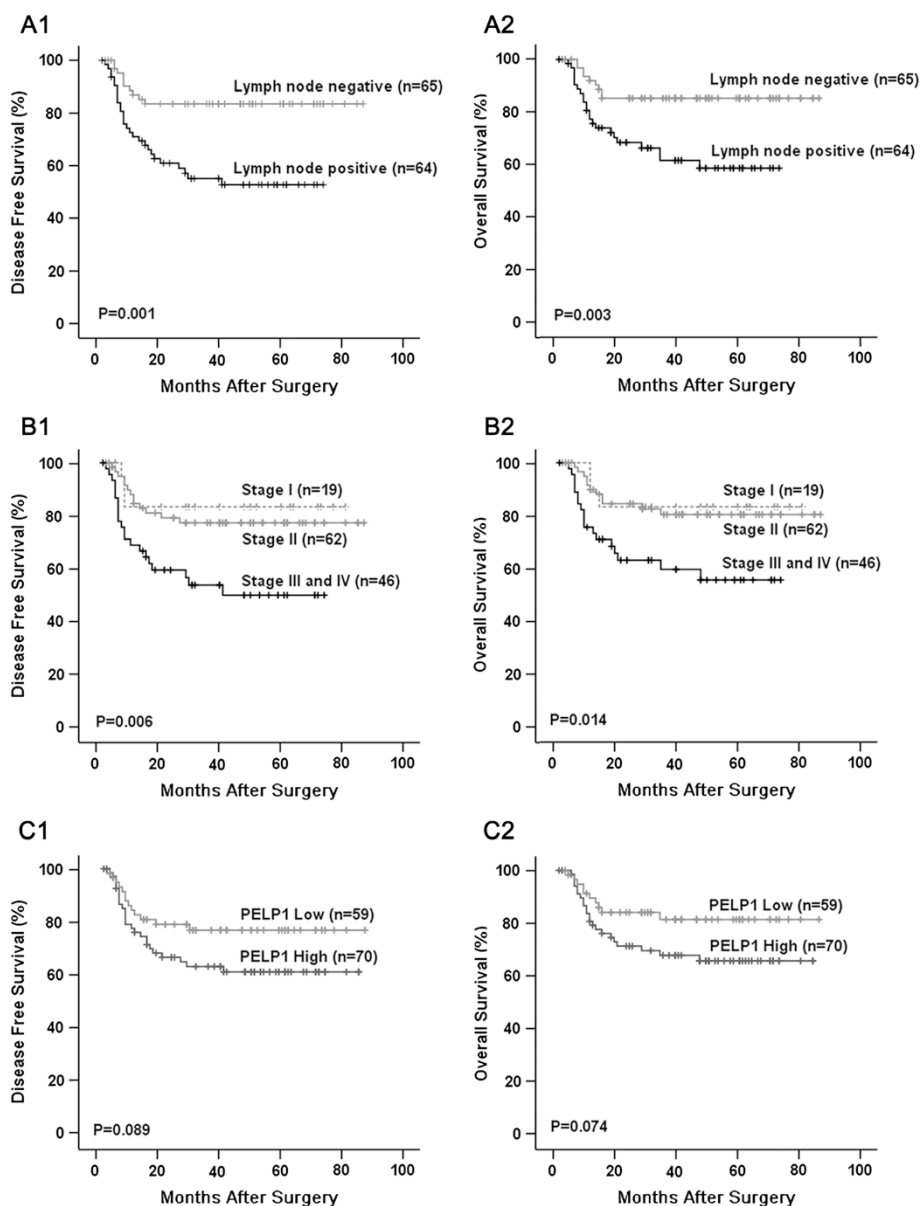 A1
Disease Free Survival (%)
100
80
60
40
20
0
Lymph node negative (n=65)
Lymph node positive (n=64)
P=0.001
0 20 40 60 80 100
Months After Surgery
A2
Overall Survival (%)
100
80
60
40
20
0
Lymph node negative (n=65)
Lymph node positive (n=64)
P=0.003
0 20 40 60 80 100
Months After Surgery
B1
Disease Free Survival (%)
100
80
60
40
20
0
Stage I (n=19)
Stage II (n=62)
Stage III and IV (n=46)
P=0.006
0 20 40 60 80 100
Months After Surgery
B2
Overall Survival (%)
100
80
60
40
20
0
Stage I (n=19)
Stage II (n=62)
Stage III and IV (n=46)
P=0.014
0 20 40 60 80 100
Months After Surgery
C1
Disease Free Survival (%)
100
80
60
40
20
0
PELP1 Low (n=59)
PELP1 High (n=70)
P=0.089
0 20 40 60 80 100
Months After Surgery
C2
Overall Survival (%)
100
80
60
40
20
0
PELP1 Low (n=59)
PELP1 High (n=70)
P=0.074
0 20 40 60 80 100
Months After Surgery